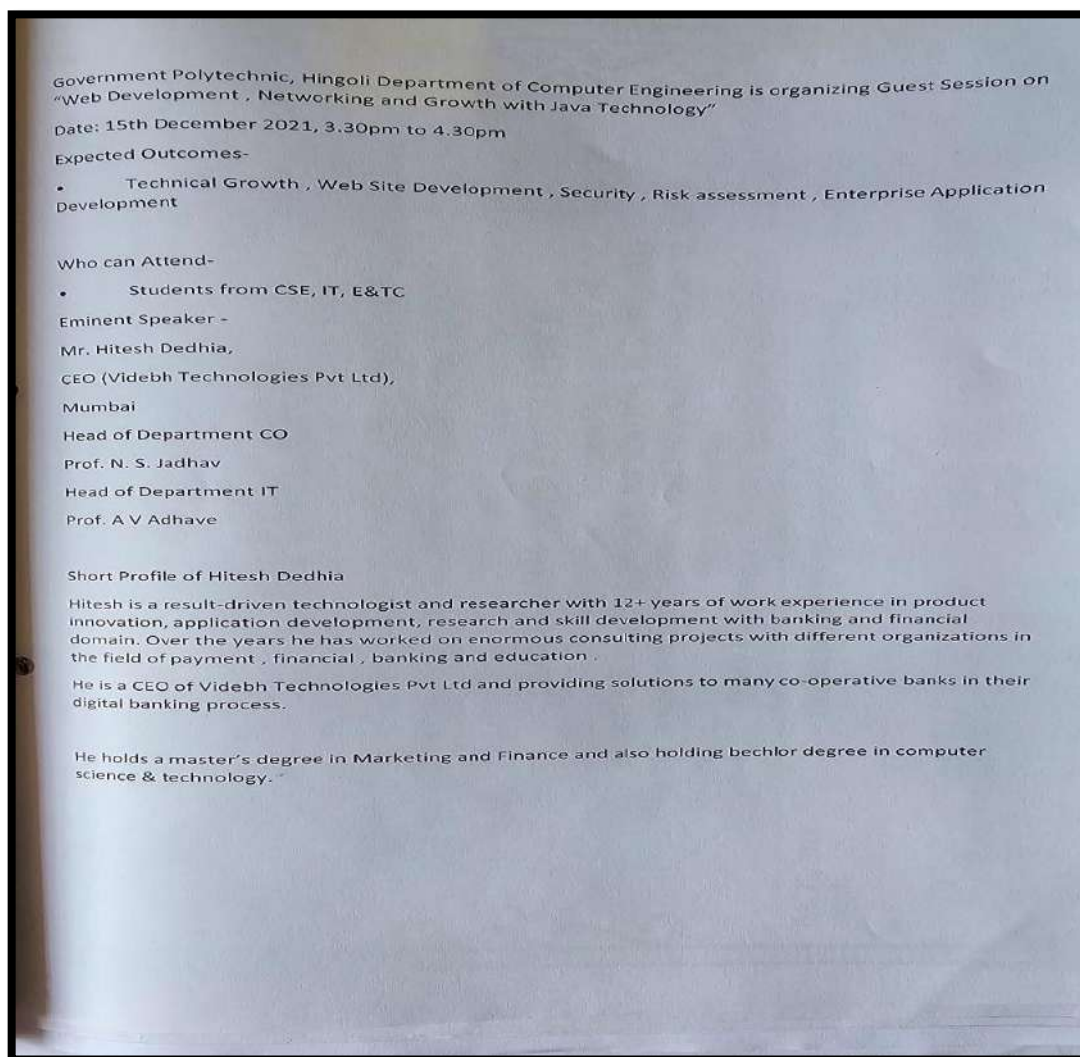 Government Polytechnic, Hingoli Department of Computer Engineering is organizing Guest Session on
"Web Development , Networking and Growth with Java Technology"
Date: 15th December 2021, 3.30pm to 4.30pm
Expected Outcomes-
• Technical Growth , Web Site Development , Security , Risk assessment , Enterprise Application
Development
Who can Attend-
• Students from CSE, IT, E&TC
Eminent Speaker -
Mr. Hitesh Dedhia,
CEO (Videbh Technologies Pvt Ltd),
Mumbai
Head of Department CO
Prof. N. S. Jadhav
Head of Department IT
Prof. A V Adhave
Short Profile of Hitesh Dedhia
Hitesh is a result-driven technologist and researcher with 12+ years of work experience in product
innovation, application development, research and skill development with banking and financial
domain. Over the years he has worked on enormous consulting projects with different organizations in
the field of payment , financial , banking and education .
He is a CEO of Videbh Technologies Pvt Ltd and providing solutions to many co-operative banks in their
digital banking process.
He holds a master's degree in Marketing and Finance and also holding bechlor degree in computer
science & technology.